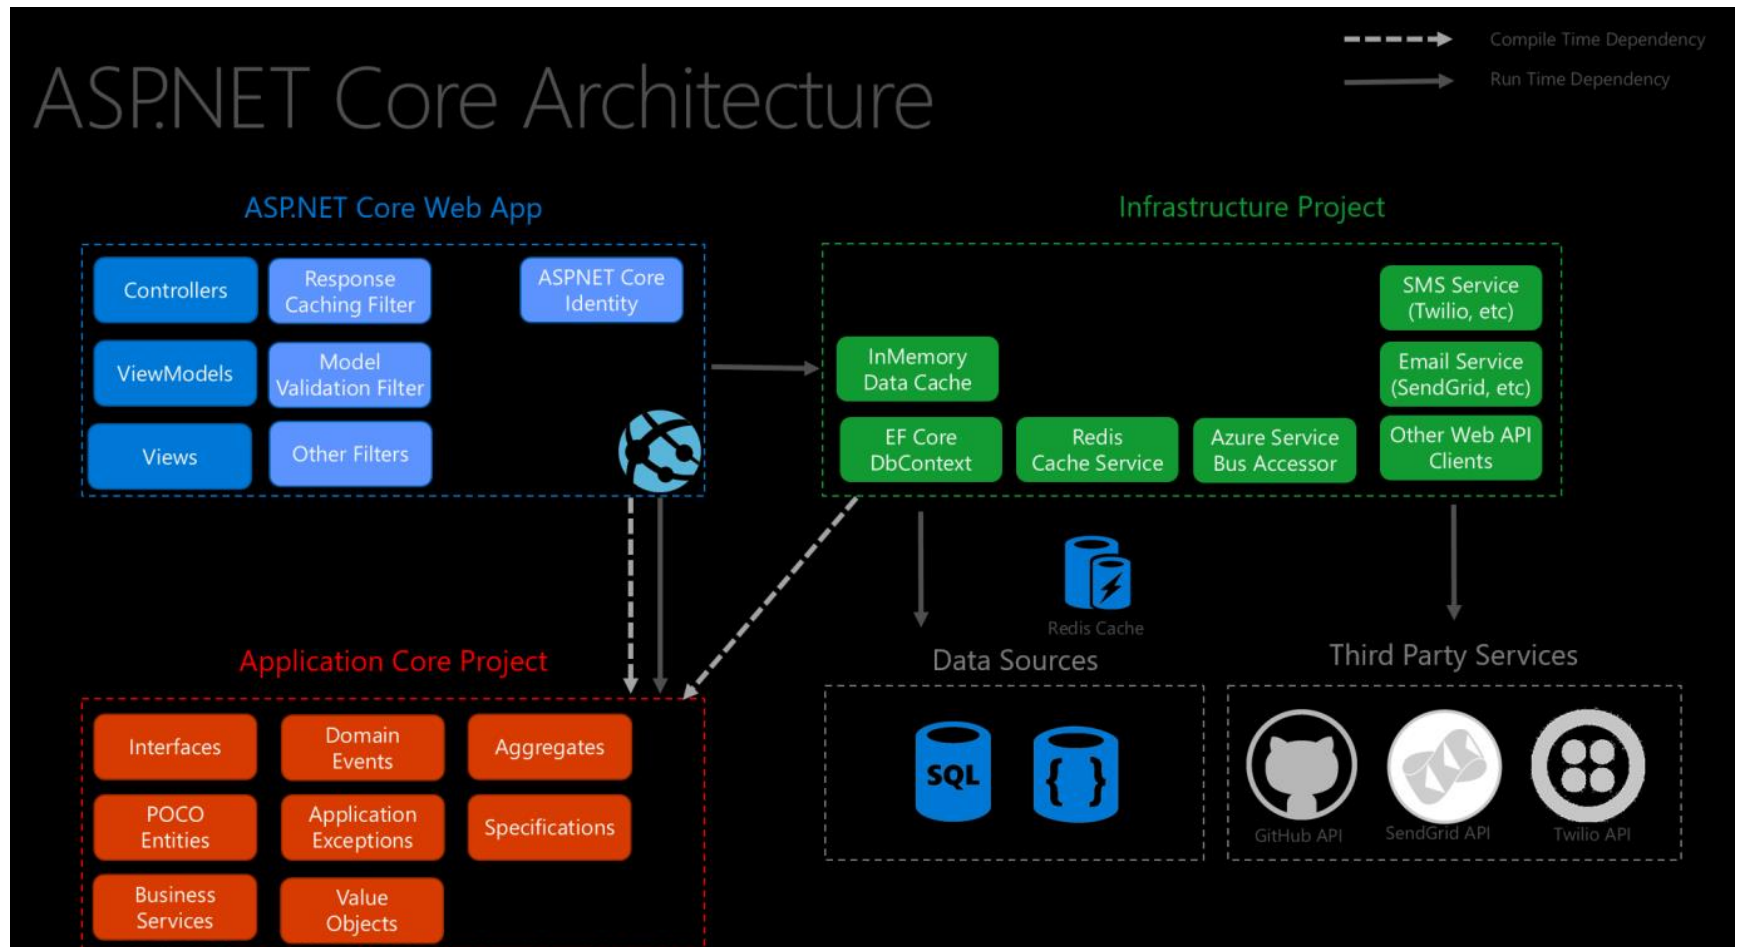 Compile Time Dependency
Run Time Dependency
ASP.NET Core Architecture
ASP.NET Core Web App
Controllers
Response
Caching Filter
ASPNET Core
Identity
ViewModels
Model
Validation Filter
Views
Other Filters
Infrastructure Project
SMS Service
(Twilio, etc)
InMemory
Data Cache
Email Service
(SendGrid, etc)
EF Core
DbContext
Redis
Cache Service
Azure Service
Bus Accessor
Other Web API
Clients
Redis Cache
Application Core Project
Interfaces
Domain
Events
Aggregates
POCO
Entities
Application
Exceptions
Specifications
Business
Services
Value
Objects
Data Sources
SQL
{ }
Third Party Services
GitHub API
SendGrid API
Twilio API